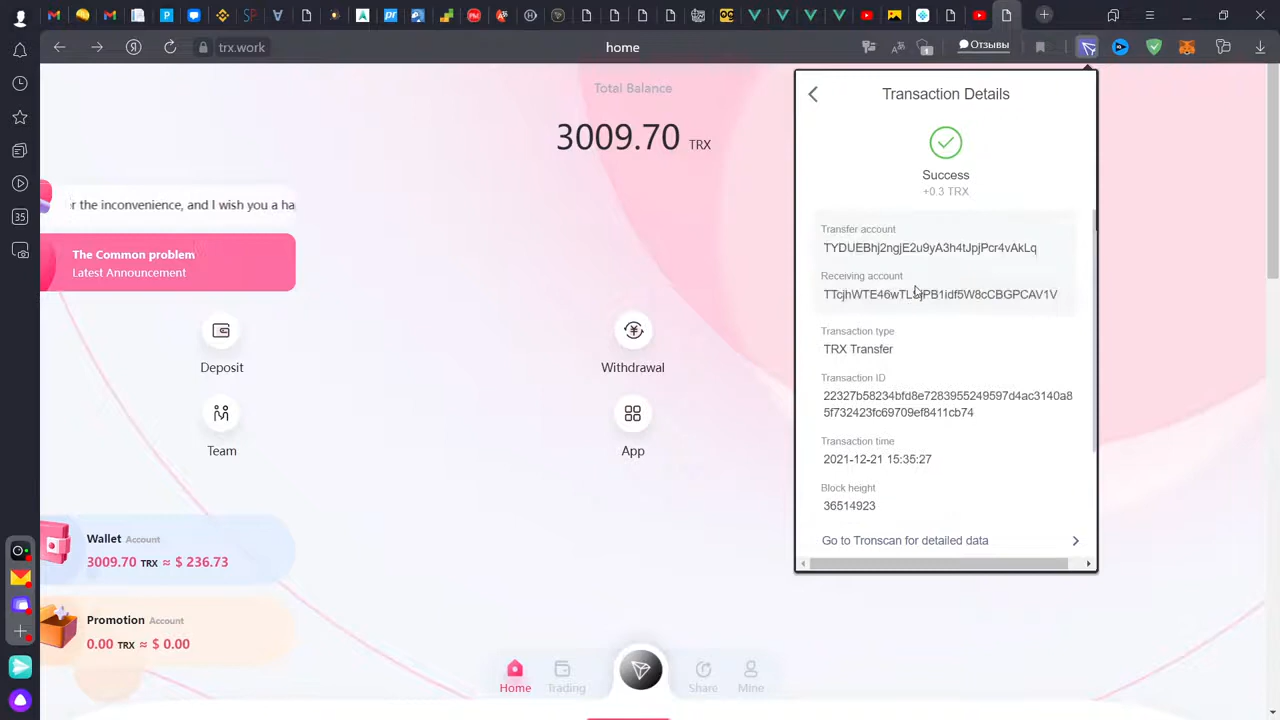 trx.work
home
Отзывы
35
Total Balance
3009.70 TRX
r the inconvenience, and I wish you a ha
The Common problem
Latest Announcement
Deposit
Withdrawal
Team
App
Wallet Account
3009.70 TRX ≈ $ 236.73
Promotion Account
0.00 TRX ≈ $ 0.00
Home
Trading
Share
Mine
Transaction Details
Success
+0.3 TRX
Transfer account
TYDUEBhj2ngjE2u9yA3h4tJpjPcr4vAkLq
Receiving account
Transaction type
TRX Transfer
Transaction ID
22327b58234bfd8e7283955249597d4ac3140a8
5f732423fc69709ef8411cb74
Transaction time
2021-12-21 15:35:27
Block height
36514923
Go to Tronscan for detailed data